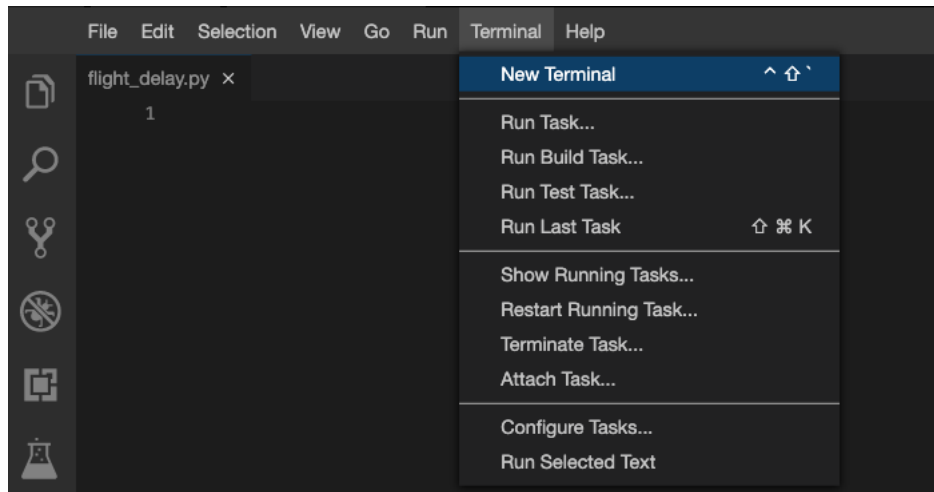 File Edit Selection View Go Run Terminal Help
flight_delay.py ×
1
New Terminal ^ ⇧ `
Run Task...
Run Build Task...
Run Test Task...
Run Last Task ⇧ ⌘ K
Show Running Tasks...
Restart Running Task...
Terminate Task...
Attach Task...
Configure Tasks...
Run Selected Text